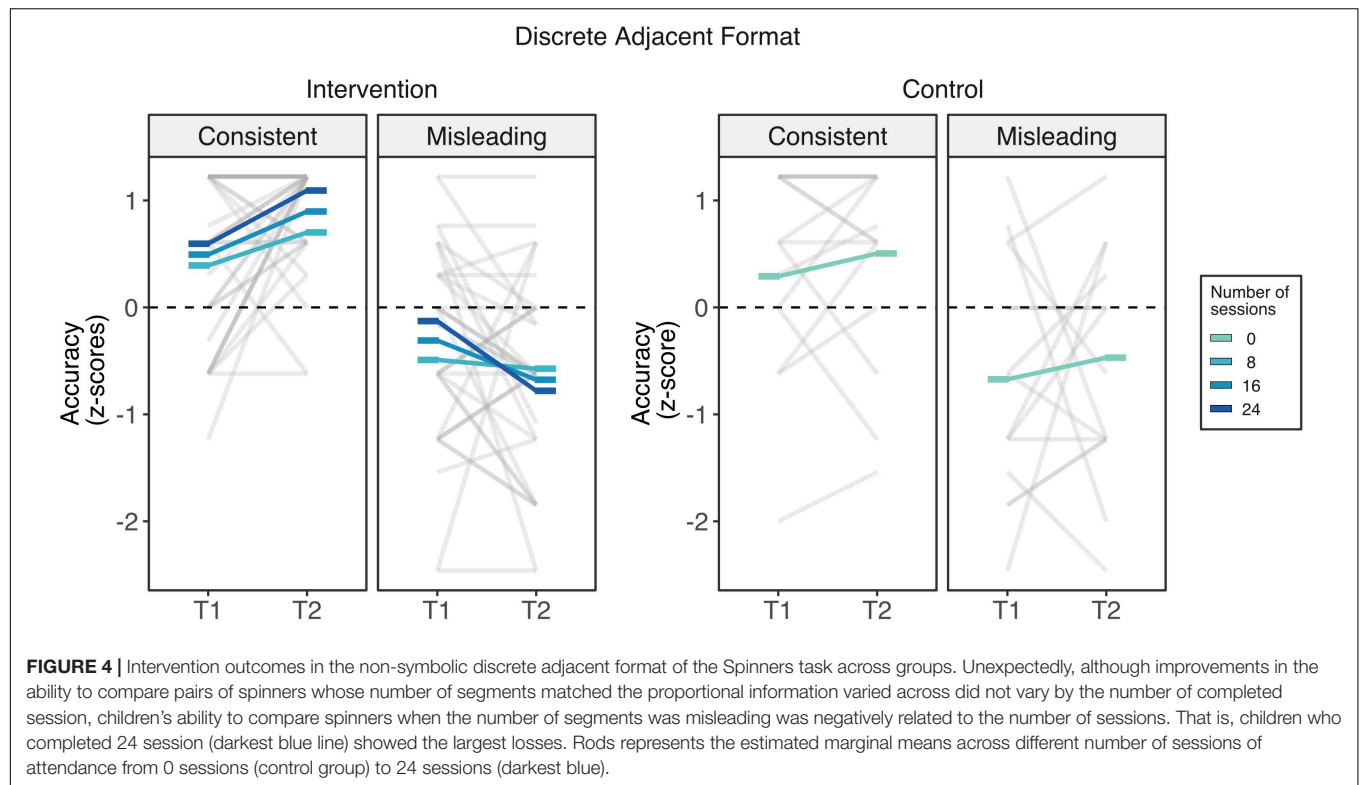 Discrete Adjacent Format
Intervention
Control
Consistent
Misleading
Consistent
Misleading
Accuracy
(z-scores)
1
0
-1
-2
T1
T2
T1
T2
Accuracy
(z-score)
1
0
-1
-2
T1
T2
T1
T2
Number of
sessions
0
8
16
24
FIGURE 4 | Intervention outcomes in the non-symbolic discrete adjacent format of the Spinners task across groups. Unexpectedly, although improvements in the
ability to compare pairs of spinners whose number of segments matched the proportional information varied across did not vary by the number of completed
session, children's ability to compare spinners when the number of segments was misleading was negatively related to the number of sessions. That is, children who
completed 24 session (darkest blue line) showed the largest losses. Rods represents the estimated marginal means across different number of sessions of
attendance from 0 sessions (control group) to 24 sessions (darkest blue).